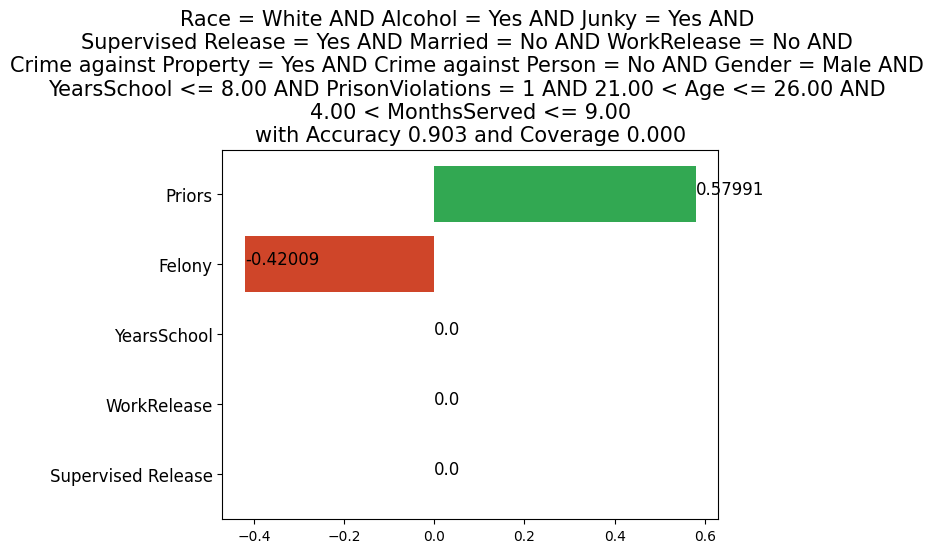 Race = White AND Alcohol = Yes AND Junky = Yes AND
Supervised Release = Yes AND Married = No AND WorkRelease = No AND
Crime against Property = Yes AND Crime against Person = No AND Gender = Male AND
YearsSchool <= 8.00 AND PrisonViolations = 1 AND 21.00 < Age <= 26.00 AND
4.00 < MonthsServed <= 9.00
with Accuracy 0.903 and Coverage 0.000
Priors 0.57991
Felony -0.42009
YearsSchool 0.0
WorkRelease 0.0
Supervised Release 0.0
−0.4 −0.2 0.0 0.2 0.4 0.6